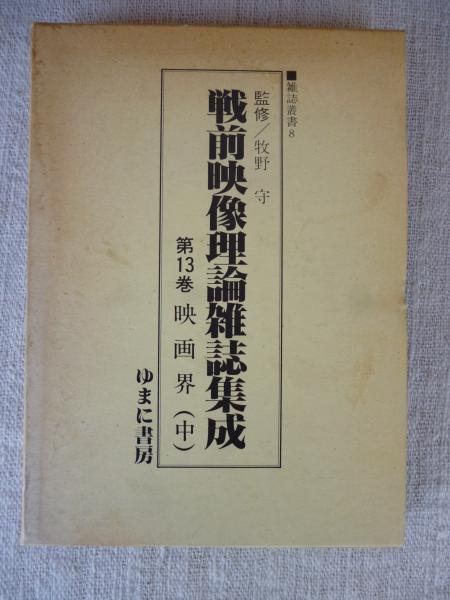 ■雑誌叢書8
監修／牧野　守
戦前映像理論雑誌集成
第13巻 映画界(中)
ゆまに書房